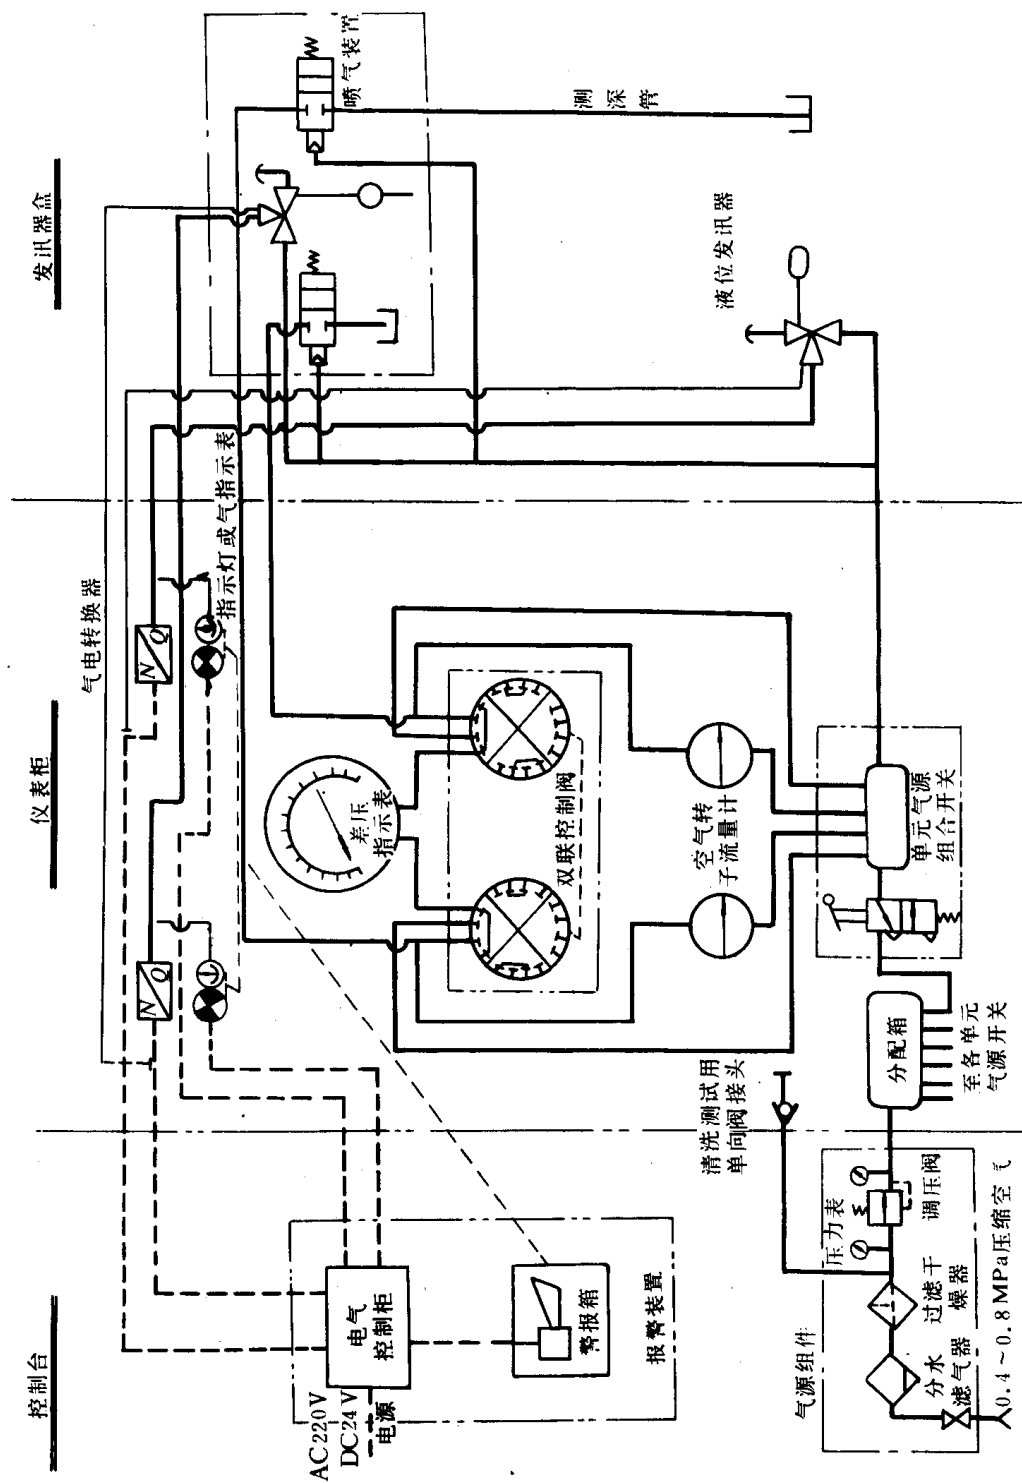 控制台
仪表柜
发讯器盒
气电转换器
N
Q
N
Q
指示灯或气指示表
喷气装置
测深管
液位发讯器
差压
指示表
双联控制阀
空气转
子流量计
单元气源
组合开关
分配箱
至各单元
气源开关
清洗测试用
单向阀接头
AC220V
DC24V
电源
电气
控制柜
警报箱
报警装置
气源组件
压力表
调压阀
过滤干
燥器
分水
滤气器
0.4~0.8MPa压缩空气